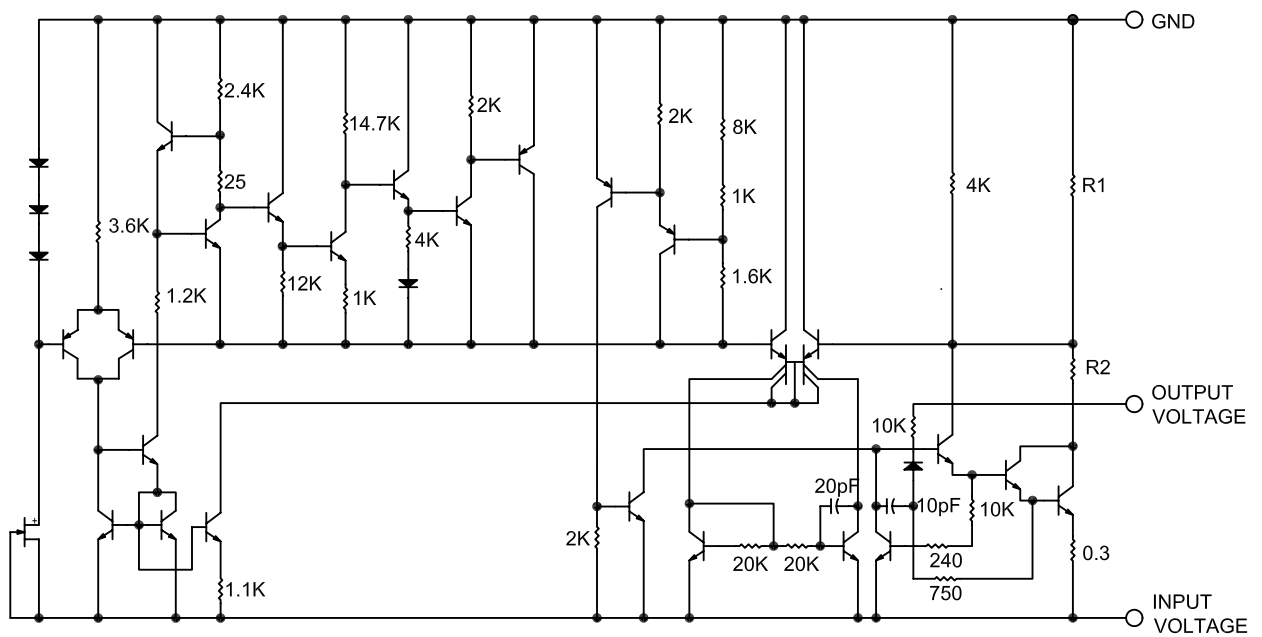 GND
2.4K
2K
14.7K
2K
8K
25
1K
4K
R1
3.6K
4K
12K
1K
1.2K
1.6K
R2
OUTPUT
VOLTAGE
10K
20pF
10pF
10K
2K
20K
20K
240
0.3
750
1.1K
INPUT
VOLTAGE